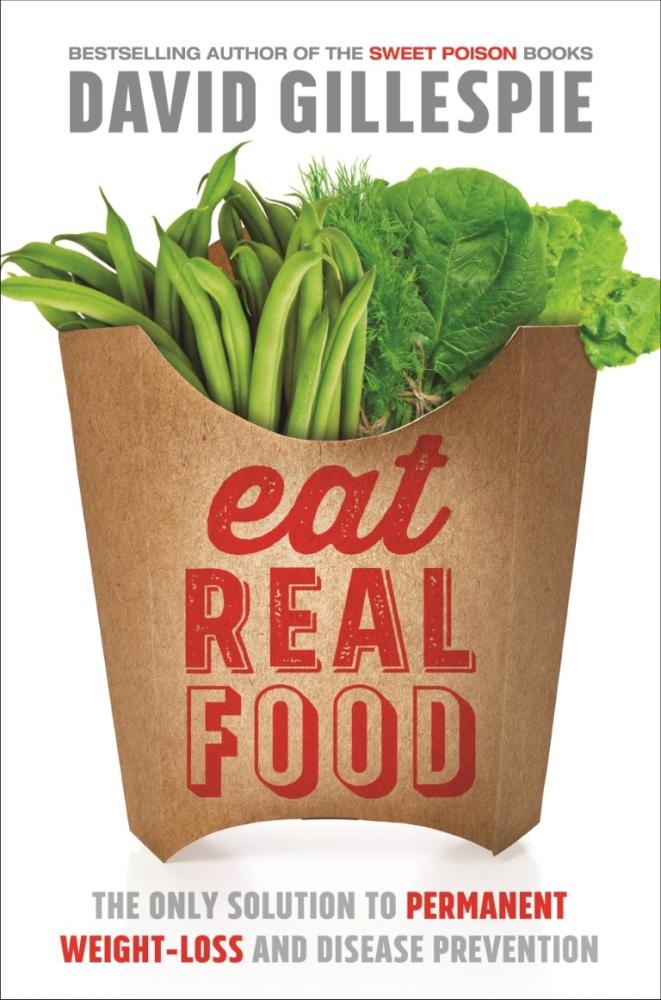 BESTSELLING AUTHOR OF THE SWEET POISON BOOKS
DAVID GILLESPIE
eat
REAL
FOOD
THE ONLY SOLUTION TO PERMANENT
WEIGHT-LOSS AND DISEASE PREVENTION